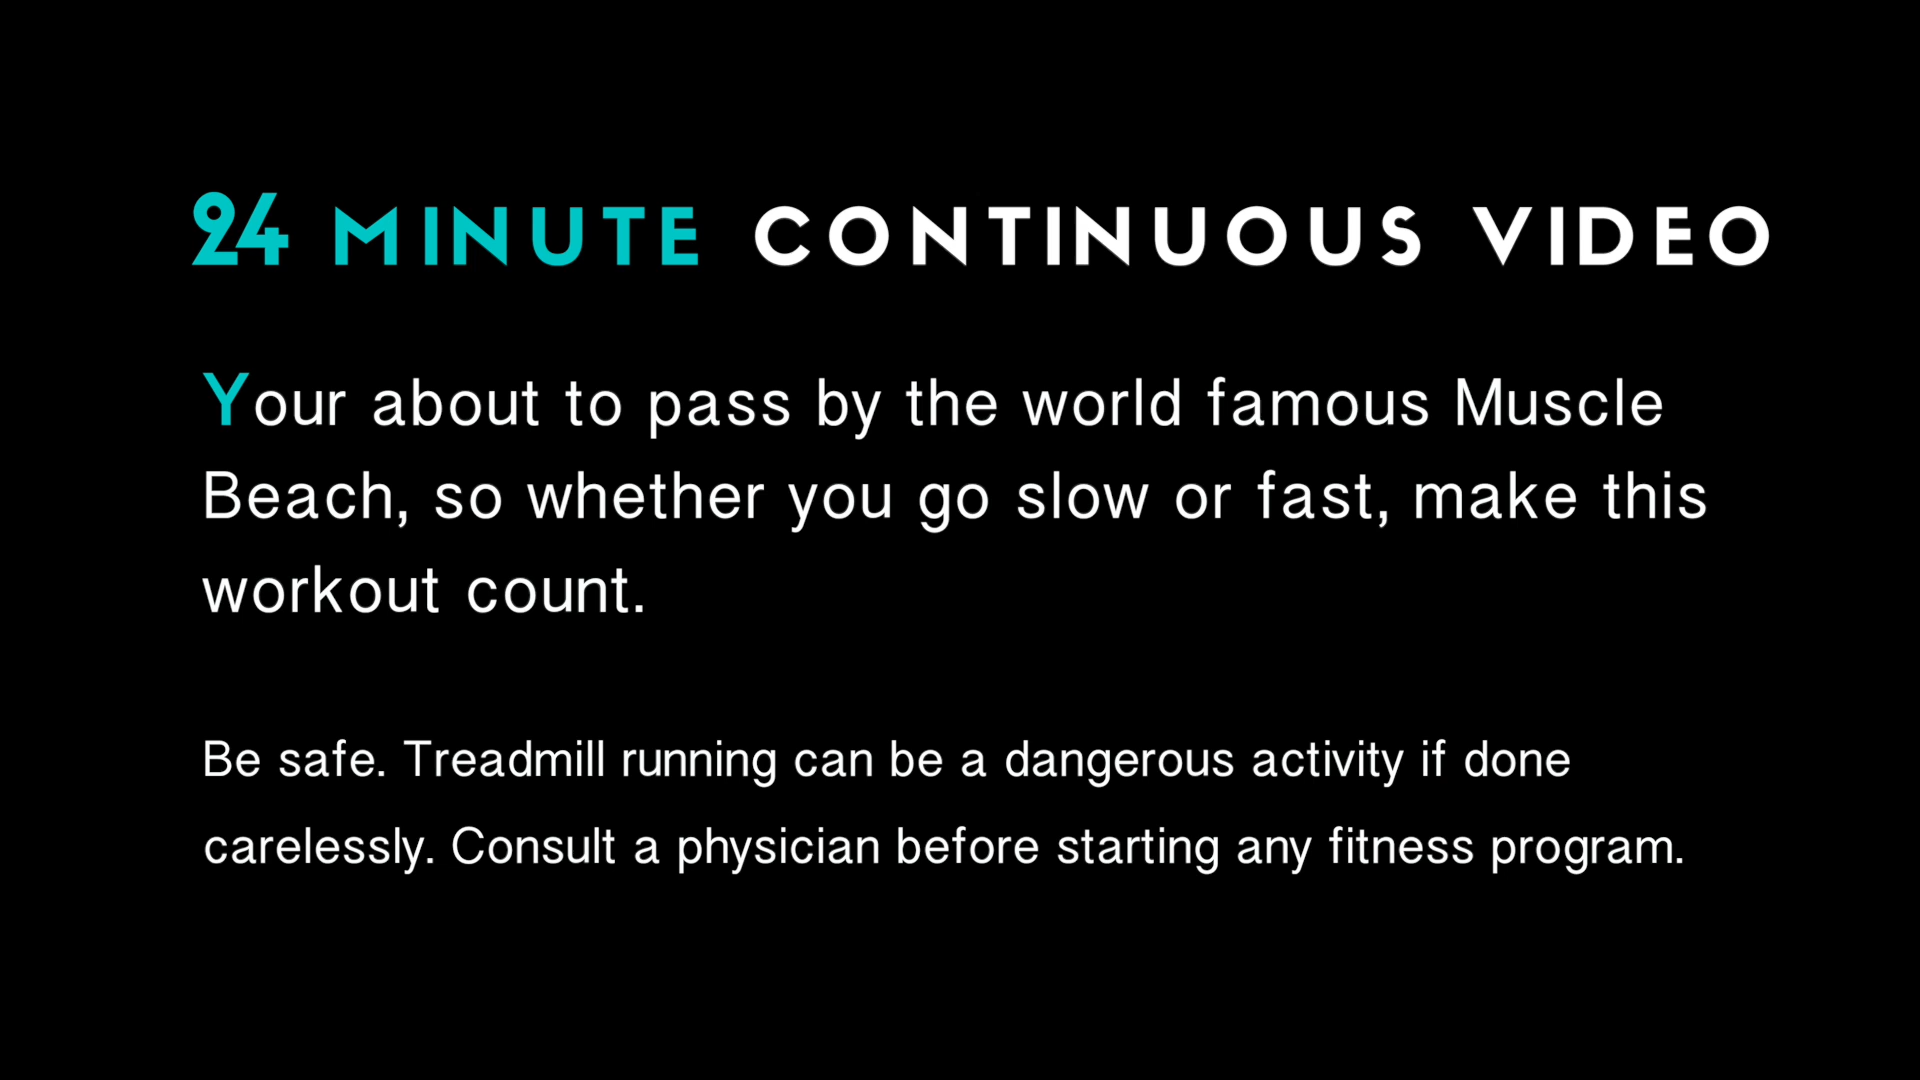 24 MINUTE CONTINUOUS VIDEO
Your about to pass by the world famous Muscle
Beach, so whether you go slow or fast, make this
workout count.
Be safe. Treadmill running can be a dangerous activity if done
carelessly. Consult a physician before starting any fitness program.